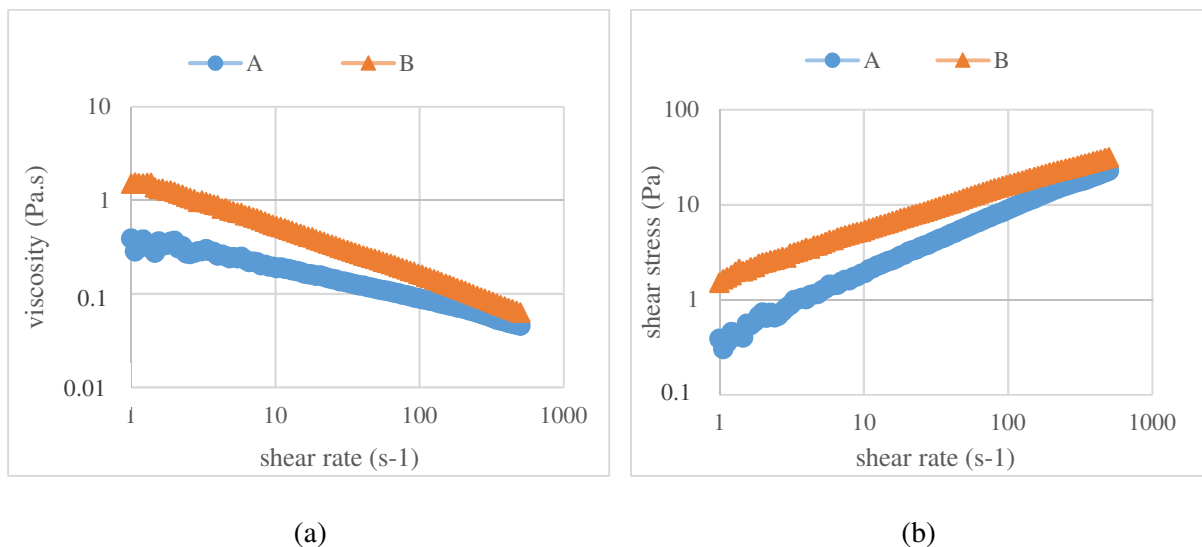 A B
10
1
0.1
0.01
1 10 100 1000
viscosity (Pa.s)
shear rate (s-1)
(a)
A B
100
10
1
0.1
1 10 100 1000
shear stress (Pa)
shear rate (s-1)
(b)